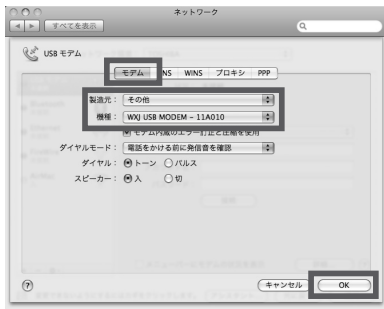 ネットワーク
すべてを表示
USB モデム
モデム NS WINS プロキシ PPP
製造元： その他
機種： WXJ USB MODEM - 11A010
モデム内蔵のエラー訂正と圧縮を使用
ダイヤルモード： 電話をかける前に発信音を確認
ダイヤル： トーン パルス
スピーカー： 入 切
? キャンセル OK